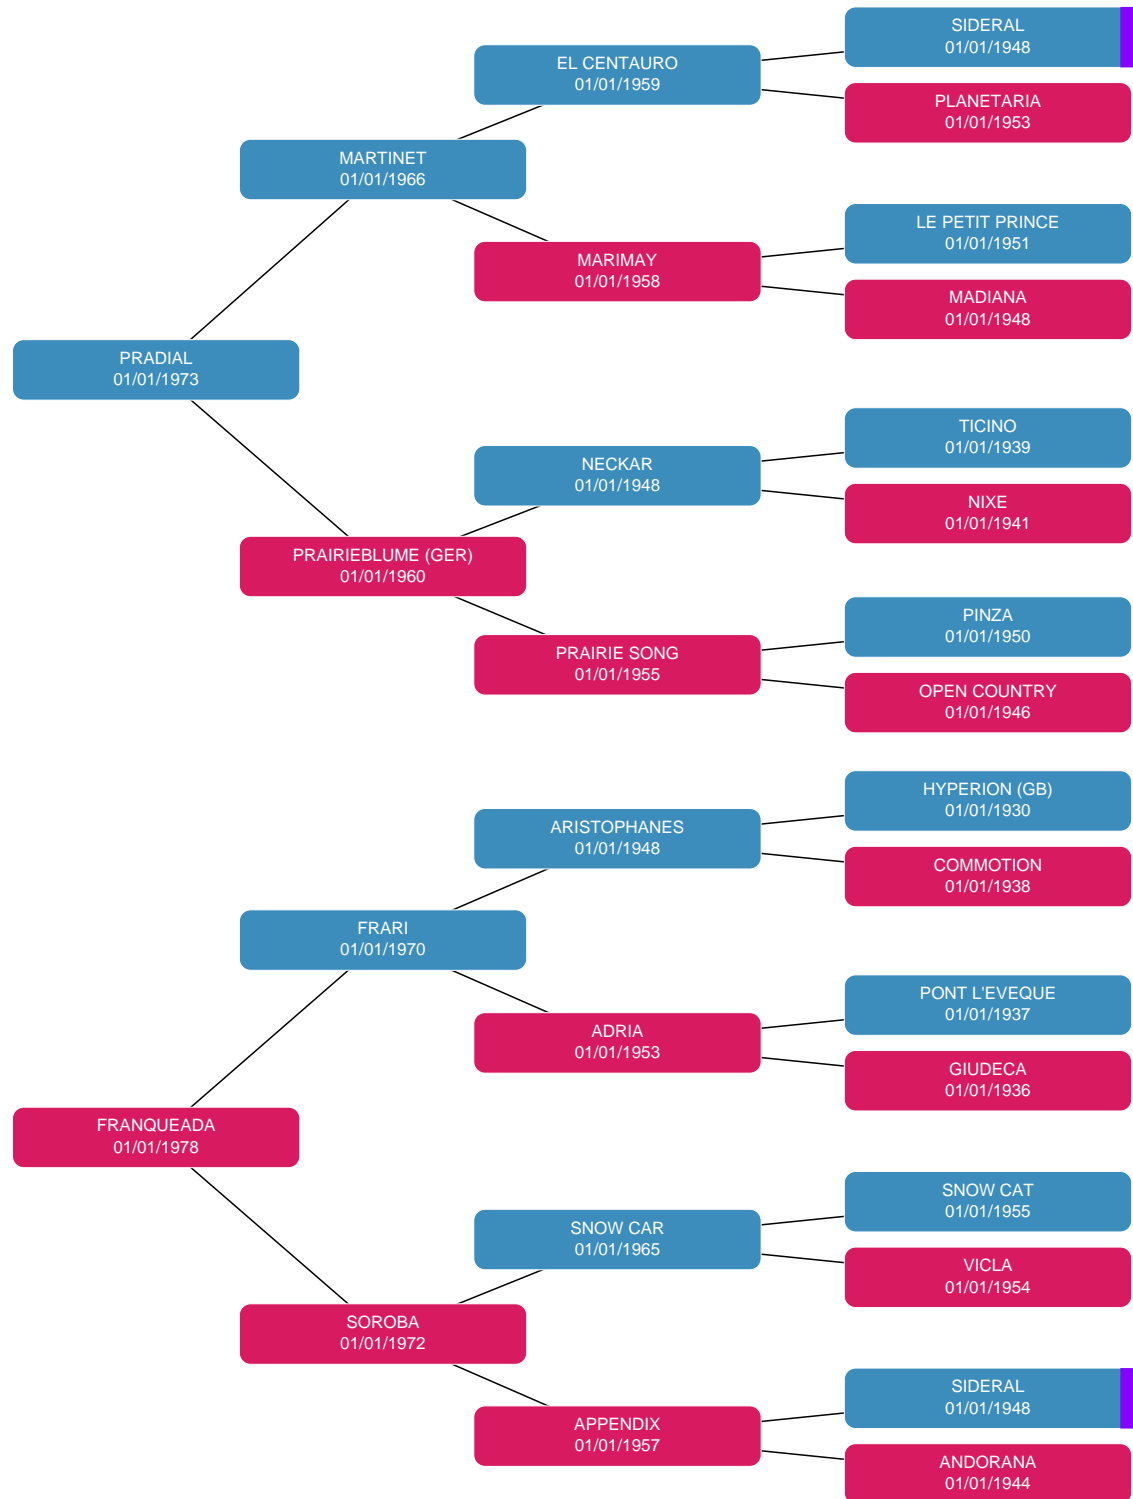 SIDERAL
01/01/1948
EL CENTAURO
01/01/1959
PLANETARIA
01/01/1953
MARTINET
01/01/1966
LE PETIT PRINCE
01/01/1951
MARIMAY
01/01/1958
MADIANA
01/01/1948
PRADIAL
01/01/1973
TICINO
01/01/1939
NECKAR
01/01/1948
NIXE
01/01/1941
PRAIRIEBLUME (GER)
01/01/1960
PINZA
01/01/1950
PRAIRIE SONG
01/01/1955
OPEN COUNTRY
01/01/1946
HYPERION (GB)
01/01/1930
ARISTOPHANES
01/01/1948
COMMOTION
01/01/1938
FRARI
01/01/1970
PONT L'EVEQUE
01/01/1937
ADRIA
01/01/1953
GIUDECA
01/01/1936
FRANQUEADA
01/01/1978
SNOW CAT
01/01/1955
SNOW CAR
01/01/1965
VICLA
01/01/1954
SOROBA
01/01/1972
SIDERAL
01/01/1948
APPENDIX
01/01/1957
ANDORANA
01/01/1944